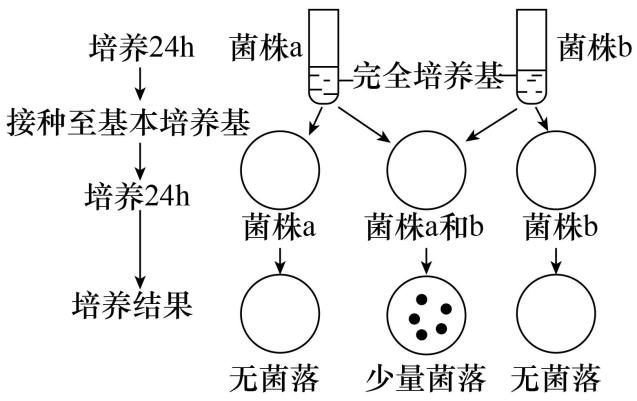 培养24h
菌株a
菌株b
完全培养基
接种至基本培养基
培养24h
菌株a
菌株a和b
菌株b
培养结果
无菌落
少量菌落
无菌落